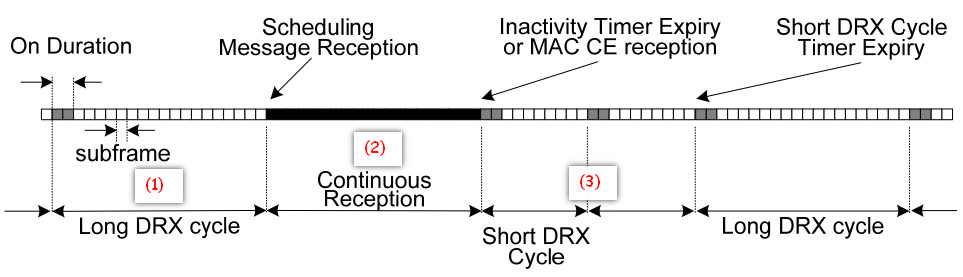 On Duration
Scheduling
Message Reception
Inactivity Timer Expiry
or MAC CE reception
Short DRX Cycle
Timer Expiry
subframe
(1)
(2)
(3)
Continuous
Reception
Long DRX cycle
Short DRX
Cycle
Long DRX cycle